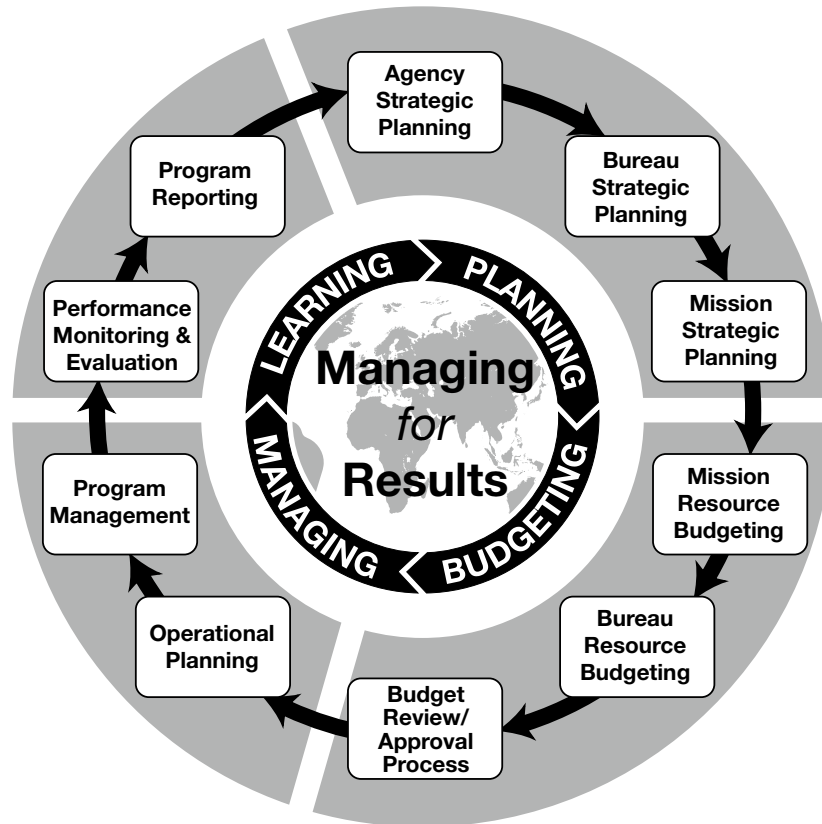 Agency
Strategic
Planning
Bureau
Strategic
Planning
Mission
Strategic
Planning
Mission
Resource
Budgeting
Bureau
Resource
Budgeting
Budget
Review/
Approval
Process
Operational
Planning
Program
Management
Performance
Monitoring &
Evaluation
Program
Reporting
LEARNING
PLANNING
BUDGETING
MANAGING
Managing
for
Results